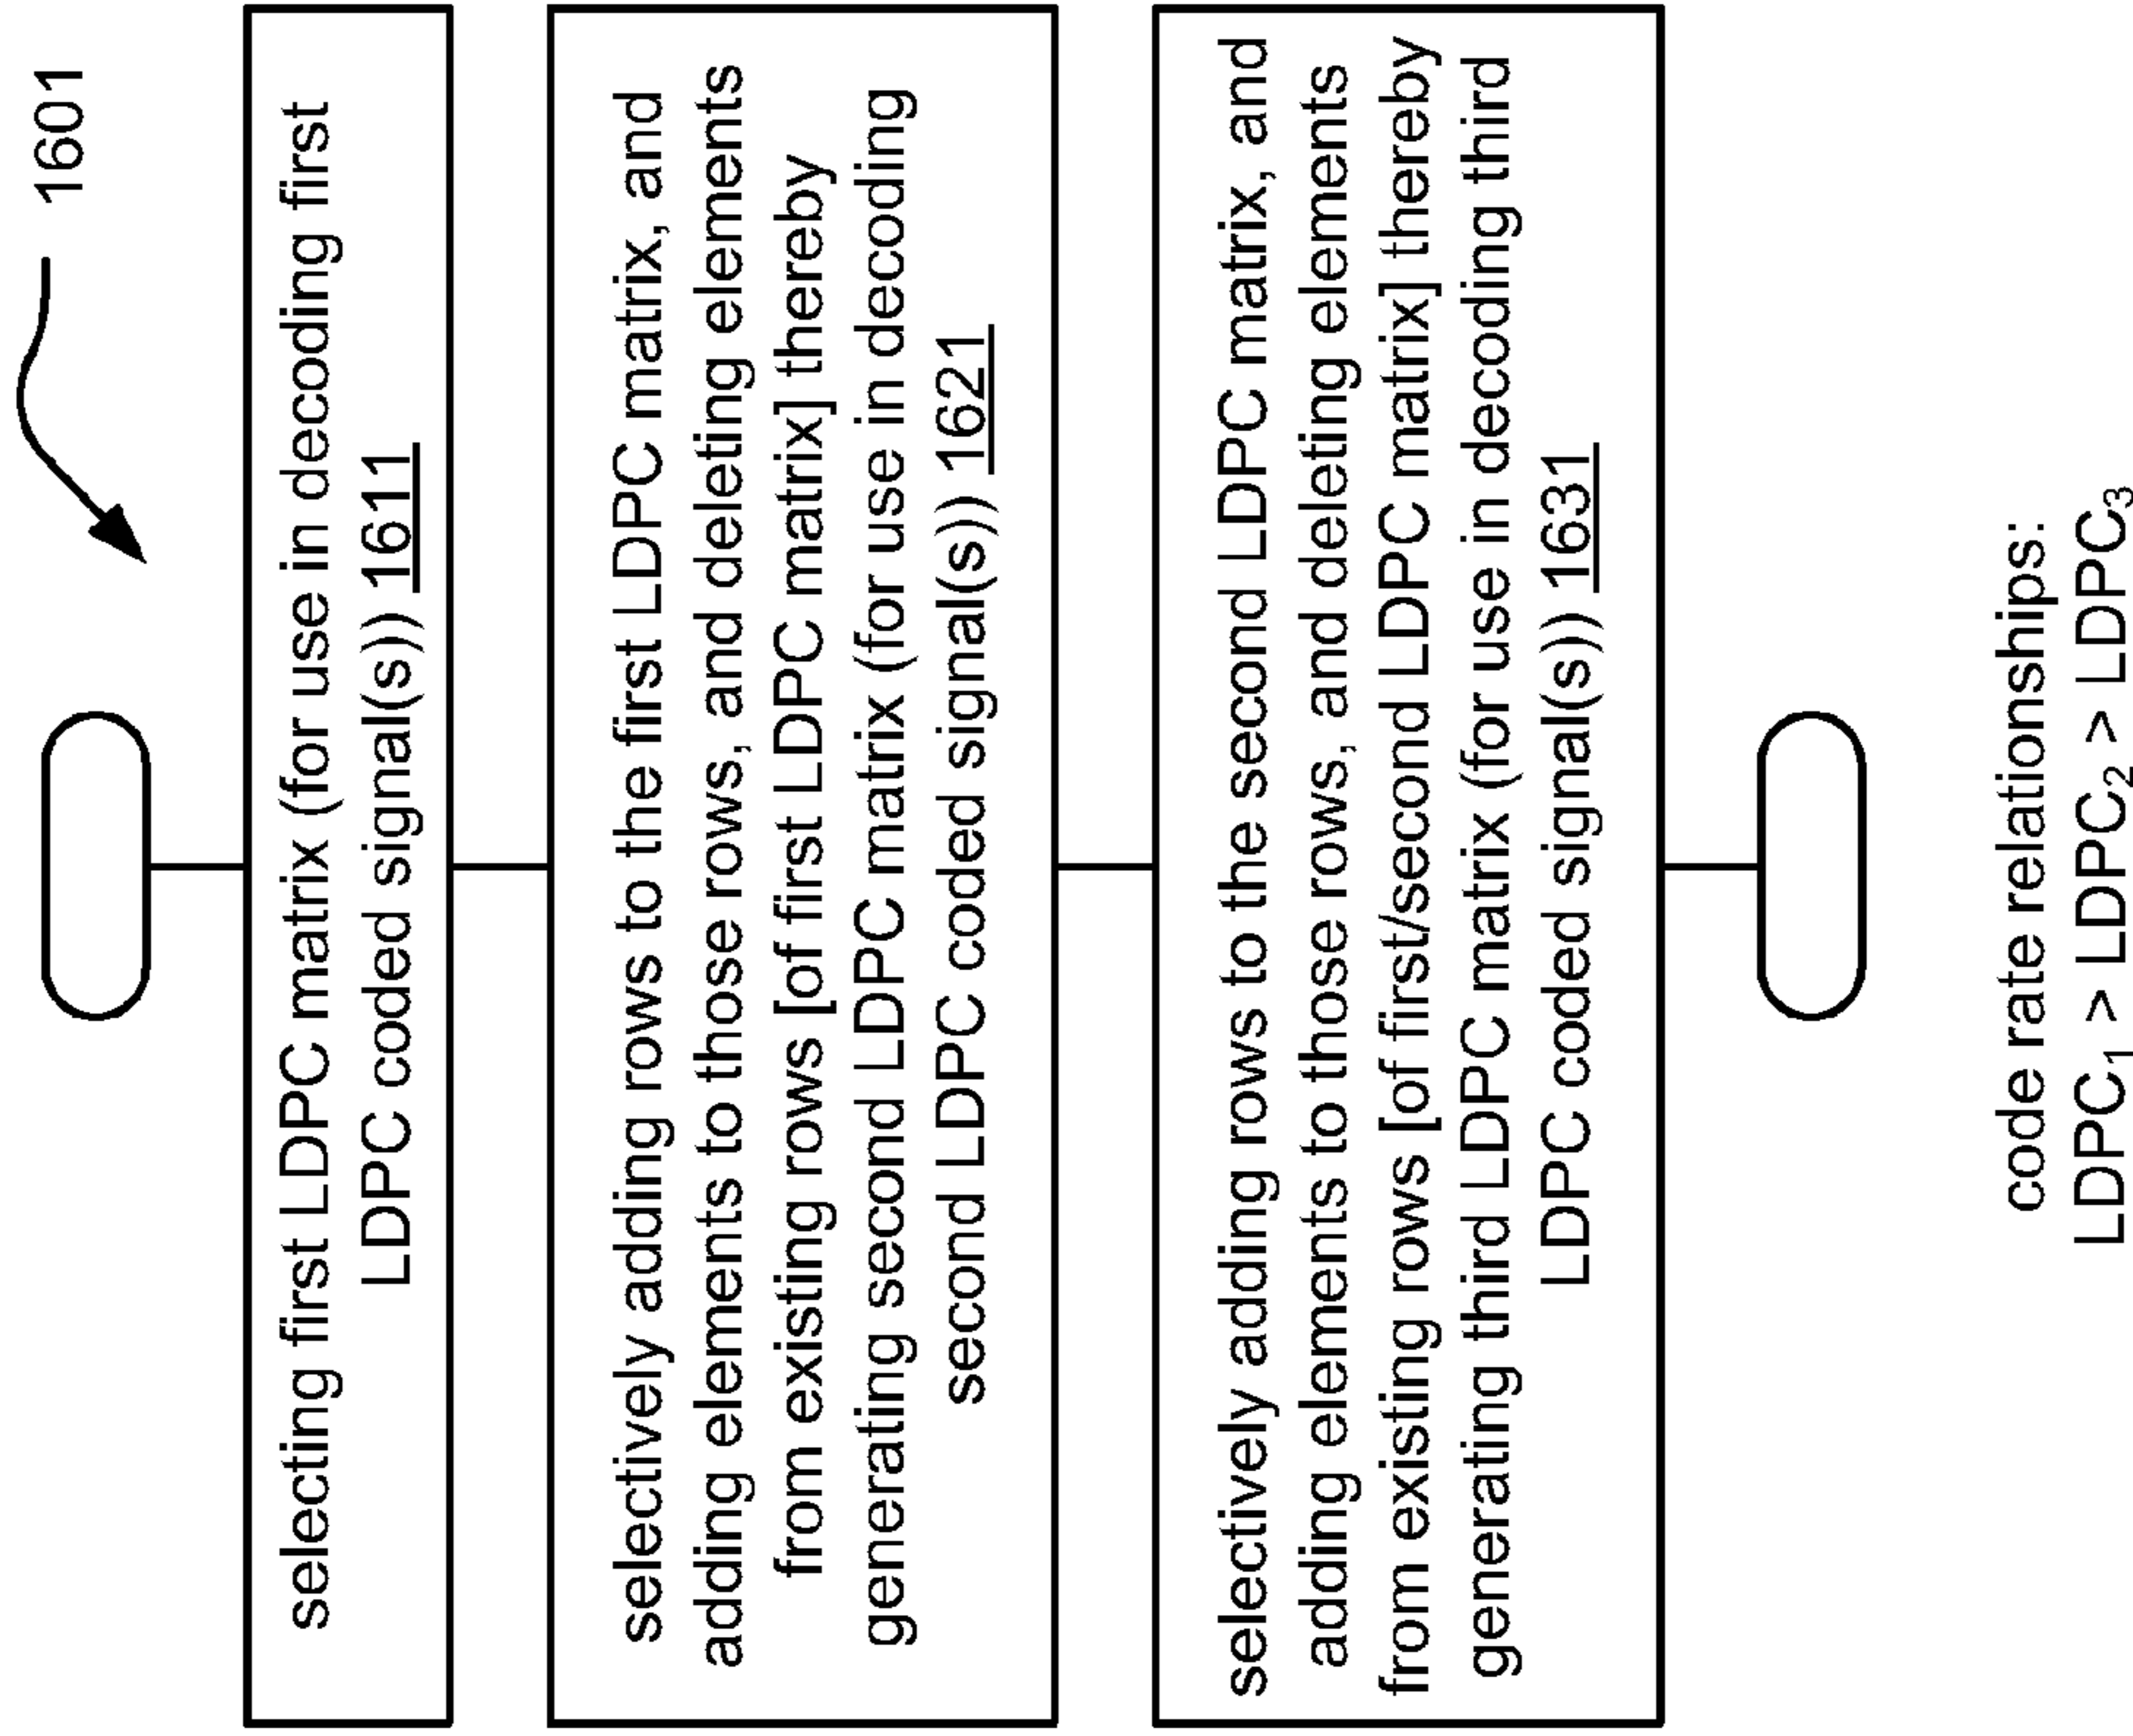 1601
selecting first LDPC matrix (for use in decoding first
LDPC coded signal(s)) 1611
selectively adding rows to the first LDPC matrix, and
adding elements to those rows, and deleting elements
from existing rows [of first LDPC matrix] thereby
generating second LDPC matrix (for use in decoding
second LDPC coded signal(s)) 1621
selectively adding rows to the second LDPC matrix, and
adding elements to those rows, and deleting elements
from existing rows [of first/second LDPC matrix] thereby
generating third LDPC matrix (for use in decoding third
LDPC coded signal(s)) 1631
code rate relationships:
LDPC₁ > LDPC₂ > LDPC₃